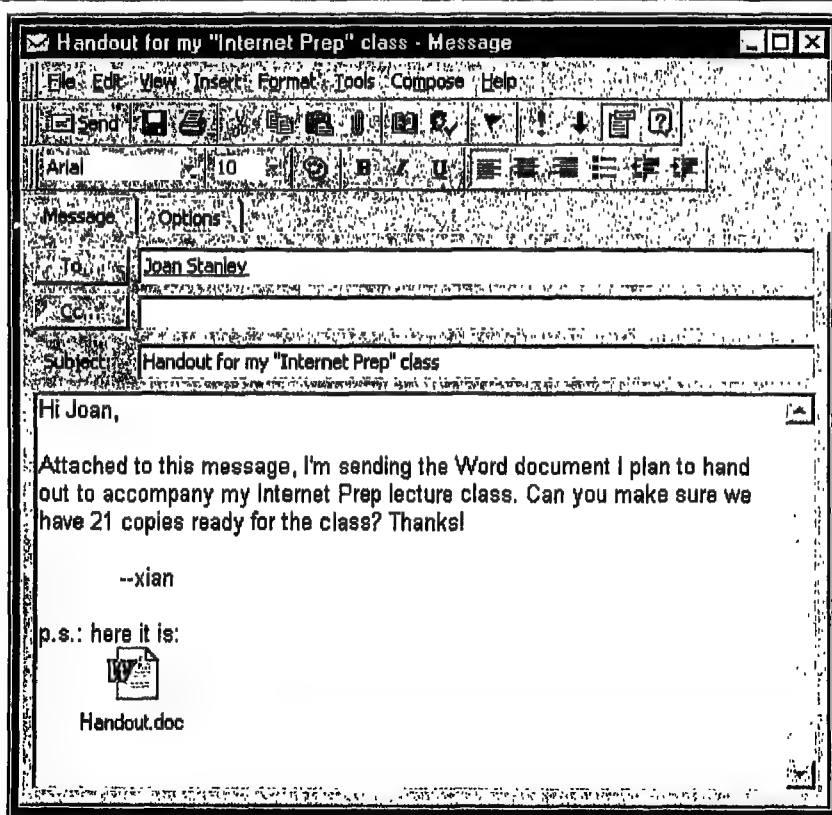 Handout for my "Internet Prep" class - Message
File Edit View Insert Format Tools Compose Help
Send
Arial 10 B I U
Message Options
To... Joan Stanley
Cc...
Subject: Handout for my "Internet Prep" class
Hi Joan,
Attached to this message, I'm sending the Word document I plan to hand
out to accompany my Internet Prep lecture class. Can you make sure we
have 21 copies ready for the class? Thanks!
--xian
p.s.: here it is:
W
Handout.doc